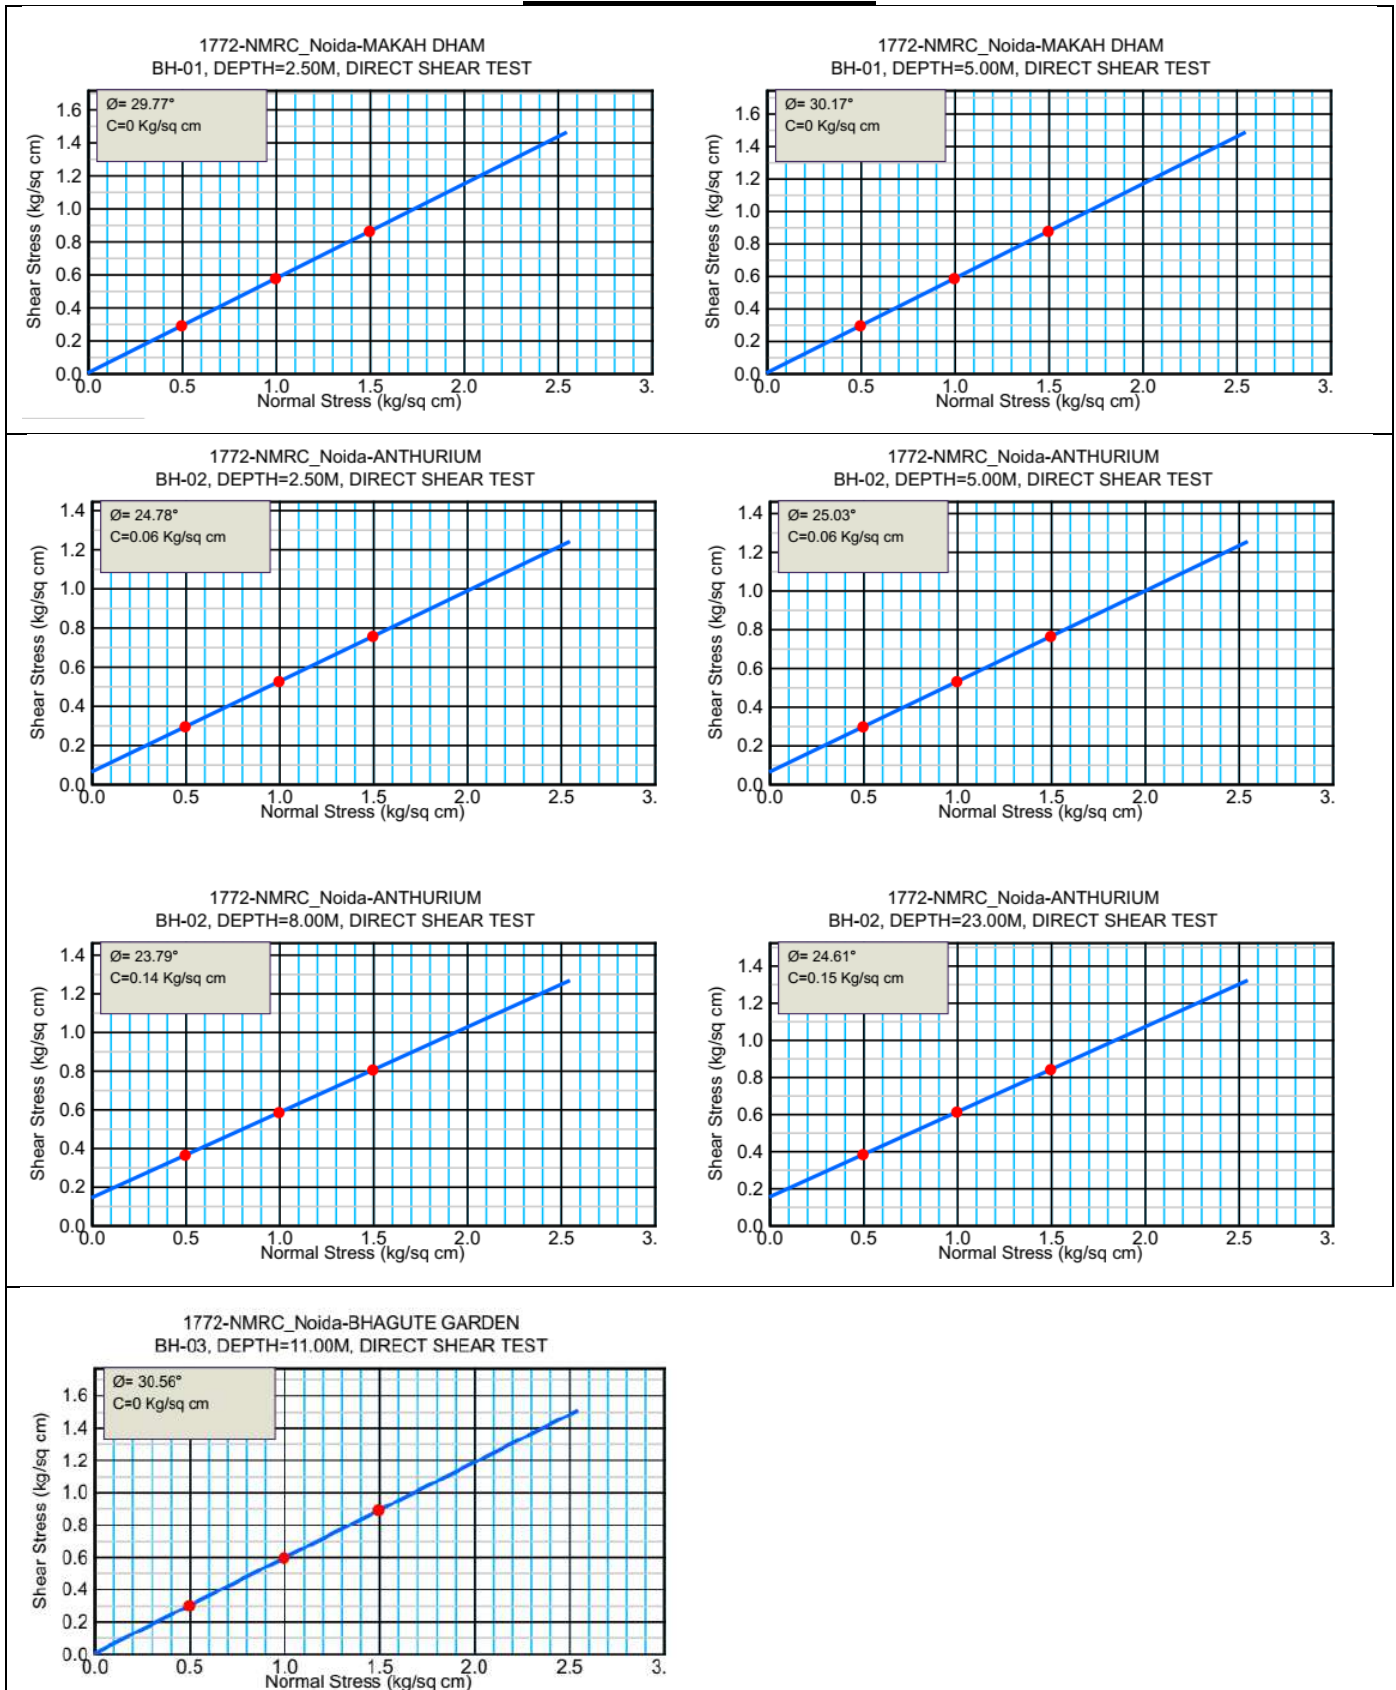 1772-NMRC_Noida-MAKAH DHAM
BH-01, DEPTH=2.50M, DIRECT SHEAR TEST
Ø= 29.77°
C=0 Kg/sq cm
Shear Stress (kg/sq cm)
1.6
1.4
1.2
1.0
0.8
0.6
0.4
0.2
0.0
0.0 0.5 1.0 1.5 2.0 2.5 3.
Normal Stress (kg/sq cm)
1772-NMRC_Noida-MAKAH DHAM
BH-01, DEPTH=5.00M, DIRECT SHEAR TEST
Ø= 30.17°
C=0 Kg/sq cm
Shear Stress (kg/sq cm)
1.6
1.4
1.2
1.0
0.8
0.6
0.4
0.2
0.0
0.0 0.5 1.0 1.5 2.0 2.5 3.
Normal Stress (kg/sq cm)
1772-NMRC_Noida-ANTHURIUM
BH-02, DEPTH=2.50M, DIRECT SHEAR TEST
Ø= 24.78°
C=0.06 Kg/sq cm
Shear Stress (kg/sq cm)
1.4
1.2
1.0
0.8
0.6
0.4
0.2
0.0
0.0 0.5 1.0 1.5 2.0 2.5 3.
Normal Stress (kg/sq cm)
1772-NMRC_Noida-ANTHURIUM
BH-02, DEPTH=5.00M, DIRECT SHEAR TEST
Ø= 25.03°
C=0.06 Kg/sq cm
Shear Stress (kg/sq cm)
1.4
1.2
1.0
0.8
0.6
0.4
0.2
0.0
0.0 0.5 1.0 1.5 2.0 2.5 3.
Normal Stress (kg/sq cm)
1772-NMRC_Noida-ANTHURIUM
BH-02, DEPTH=8.00M, DIRECT SHEAR TEST
Ø= 23.79°
C=0.14 Kg/sq cm
Shear Stress (kg/sq cm)
1.4
1.2
1.0
0.8
0.6
0.4
0.2
0.0
0.0 0.5 1.0 1.5 2.0 2.5 3.
Normal Stress (kg/sq cm)
1772-NMRC_Noida-ANTHURIUM
BH-02, DEPTH=23.00M, DIRECT SHEAR TEST
Ø= 24.61°
C=0.15 Kg/sq cm
Shear Stress (kg/sq cm)
1.4
1.2
1.0
0.8
0.6
0.4
0.2
0.0
0.0 0.5 1.0 1.5 2.0 2.5 3.
Normal Stress (kg/sq cm)
1772-NMRC_Noida-BHAGUTE GARDEN
BH-03, DEPTH=11.00M, DIRECT SHEAR TEST
Ø= 30.56°
C=0 Kg/sq cm
Shear Stress (kg/sq cm)
1.6
1.4
1.2
1.0
0.8
0.6
0.4
0.2
0.0
0.0 0.5 1.0 1.5 2.0 2.5 3.
Normal Stress (kg/sq cm)